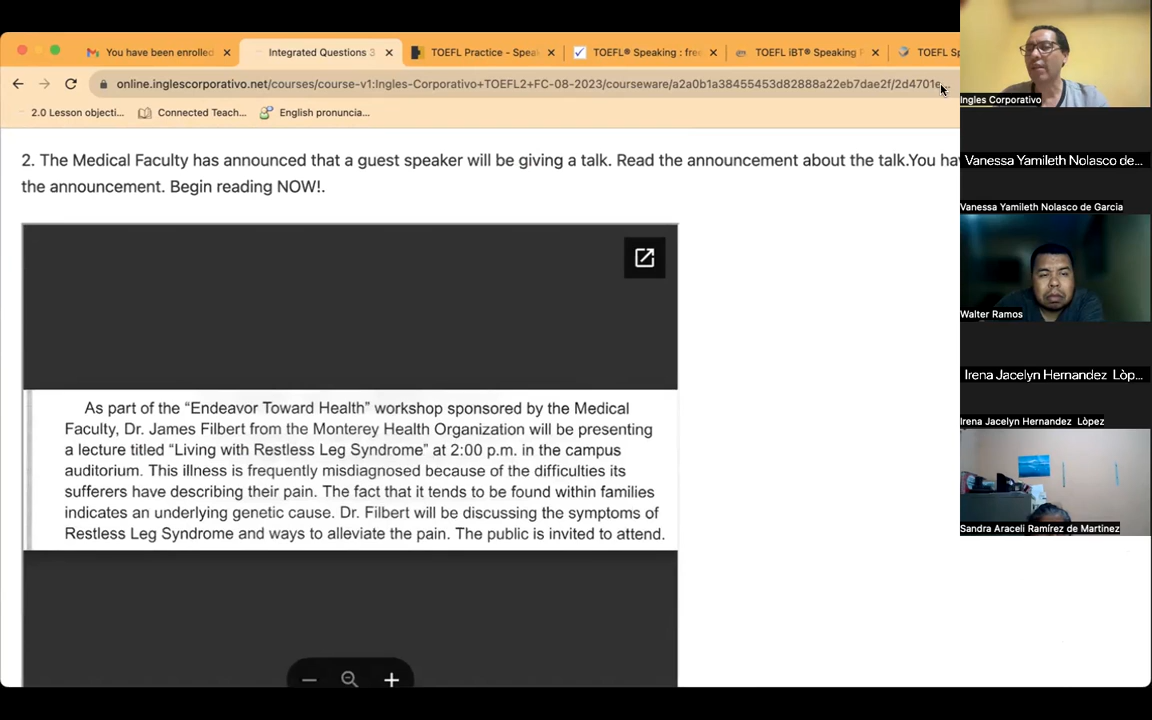 You have been enrolled
Integrated Questions 3
TOEFL Practice - Spea
TOEFL® Speaking : fre
TOEFL iBT® Speaking
TOEFL Sp
online.inglescorporativo.net/courses/course-v1:Ingles-Corporativo+TOEFL2+FC-08-2023/courseware/a2a0b1a38455453d82888a22eb7dae2f/2d4701e
2.0 Lesson objecti...
Connected Teach...
English pronuncia...
2. The Medical Faculty has announced that a guest speaker will be giving a talk. Read the announcement about the talk.You hav
the announcement. Begin reading NOW!.
As part of the “Endeavor Toward Health” workshop sponsored by the Medical
Faculty, Dr. James Filbert from the Monterey Health Organization will be presenting
a lecture titled “Living with Restless Leg Syndrome” at 2:00 p.m. in the campus
auditorium. This illness is frequently misdiagnosed because of the difficulties its
sufferers have describing their pain. The fact that it tends to be found within families
indicates an underlying genetic cause. Dr. Filbert will be discussing the symptoms of
Restless Leg Syndrome and ways to alleviate the pain. The public is invited to attend.
Ingles Corporativo
Vanessa Yamileth Nolasco de...
Vanessa Yamileth Nolasco de Garcia
Walter Ramos
Irena Jacelyn Hernandez Lòp...
Irena Jacelyn Hernandez Lòpez
Sandra Araceli Ramírez de Martinez